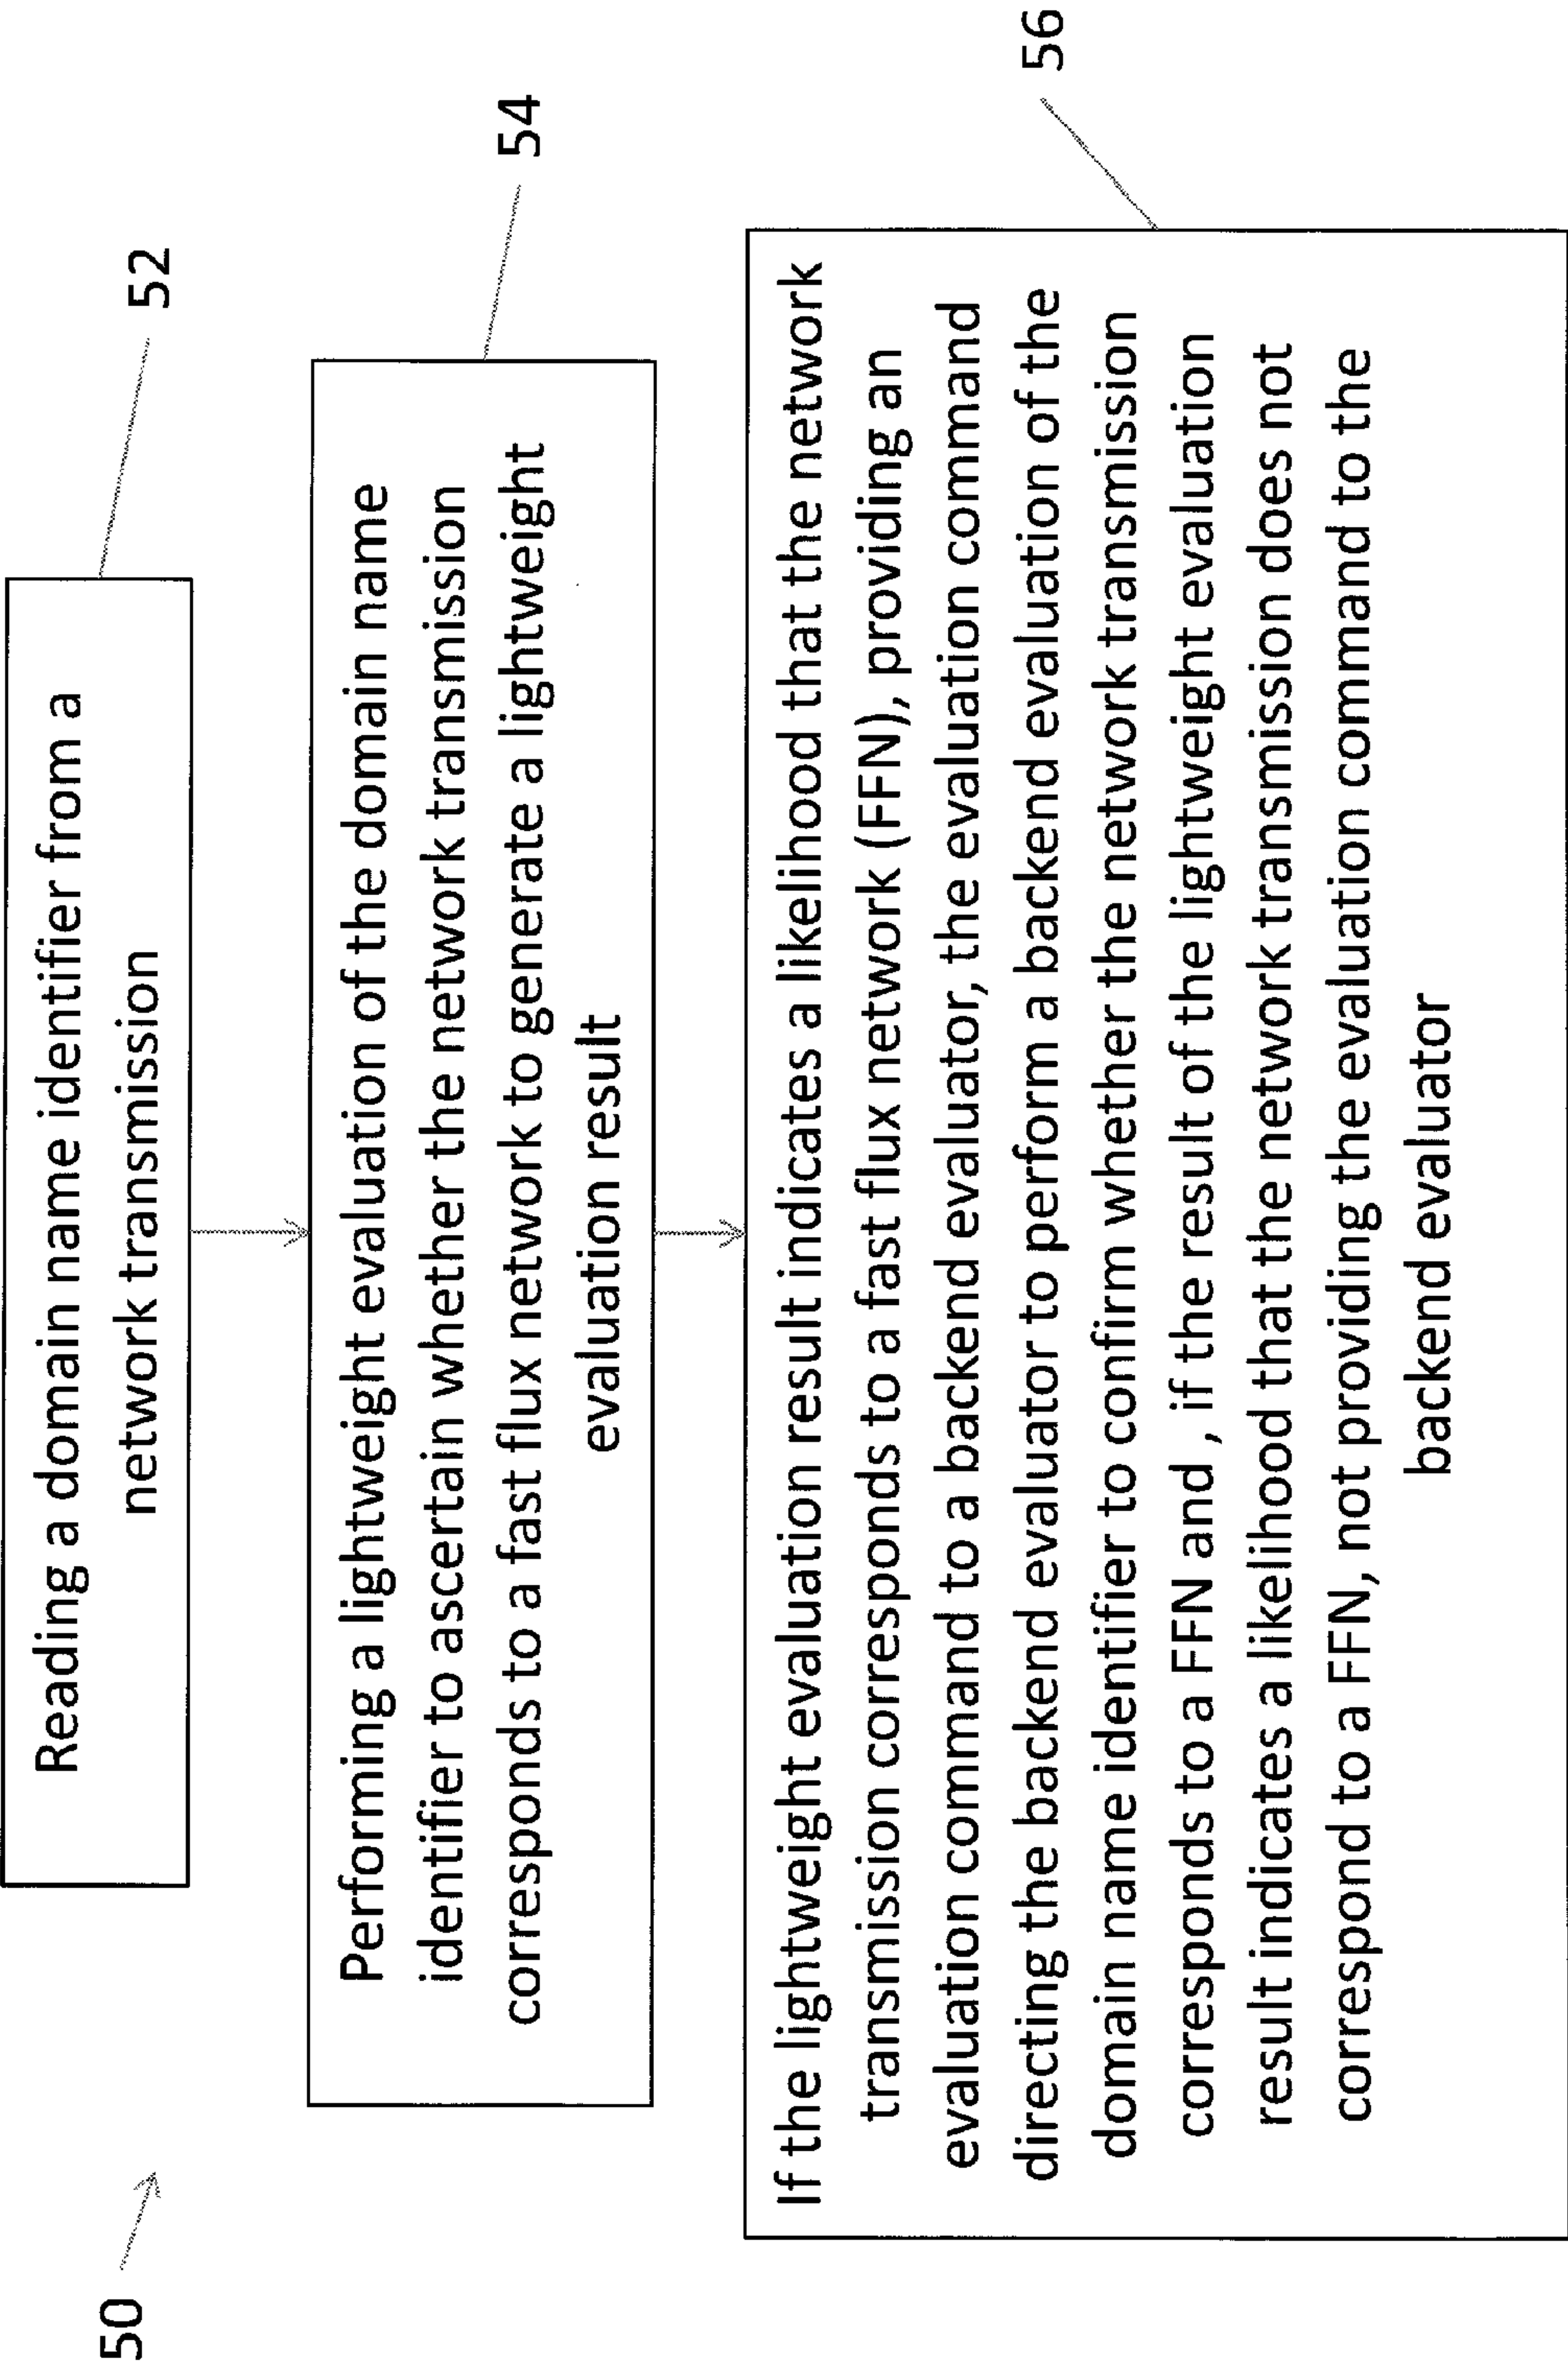 50
Reading a domain name identifier from a
network transmission
52
Performing a lightweight evaluation of the domain name
identifier to ascertain whether the network transmission
corresponds to a fast flux network to generate a lightweight
evaluation result
54
If the lightweight evaluation result indicates a likelihood that the network
transmission corresponds to a fast flux network (FFN), providing an
evaluation command to a backend evaluator, the evaluation command
directing the backend evaluator to perform a backend evaluation of the
domain name identifier to confirm whether the network transmission
corresponds to a FFN and , if the result of the lightweight evaluation
result indicates a likelihood that the network transmission does not
correspond to a FFN, not providing the evaluation command to the
backend evaluator
56